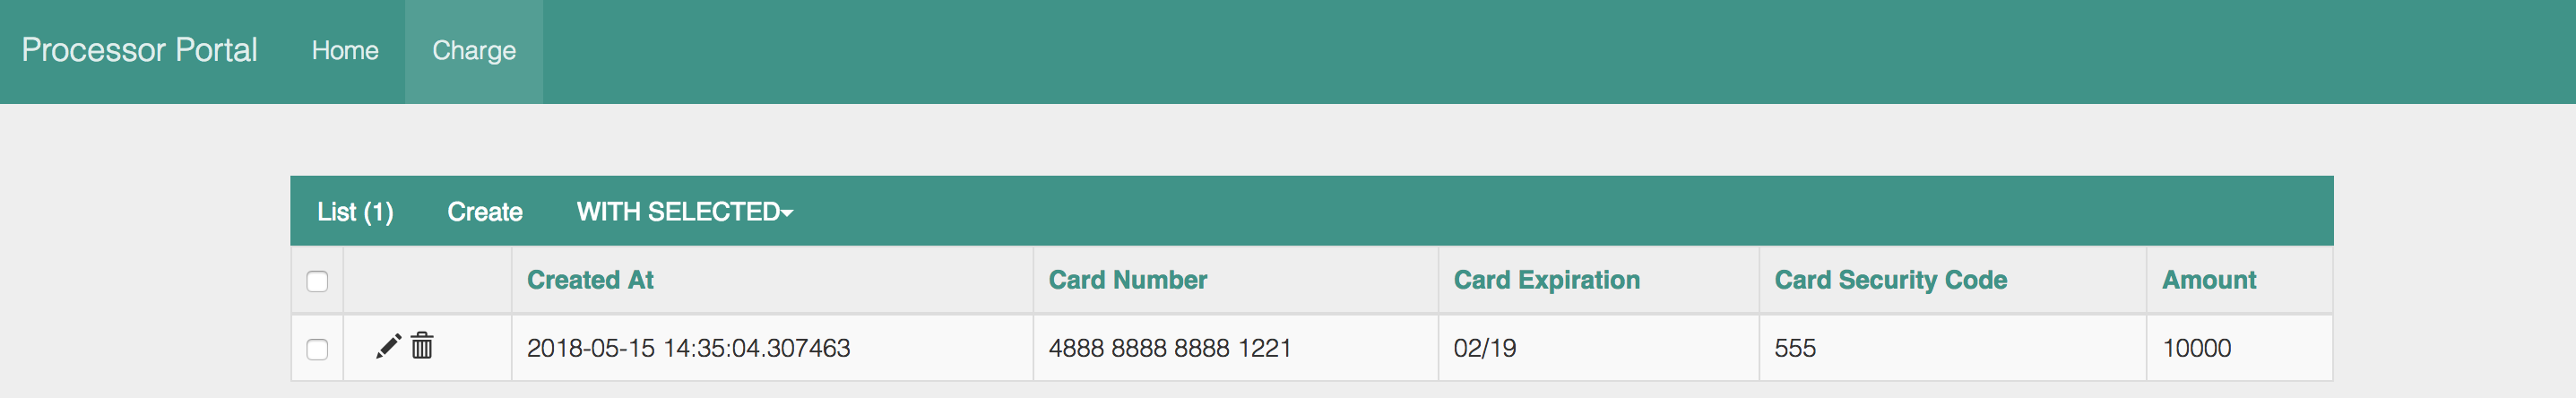 Processor Portal Home Charge
List (1) Create WITH SELECTED
Created At Card Number Card Expiration Card Security Code Amount
2018-05-15 14:35:04.307463 4888 8888 8888 1221 02/19 555 10000